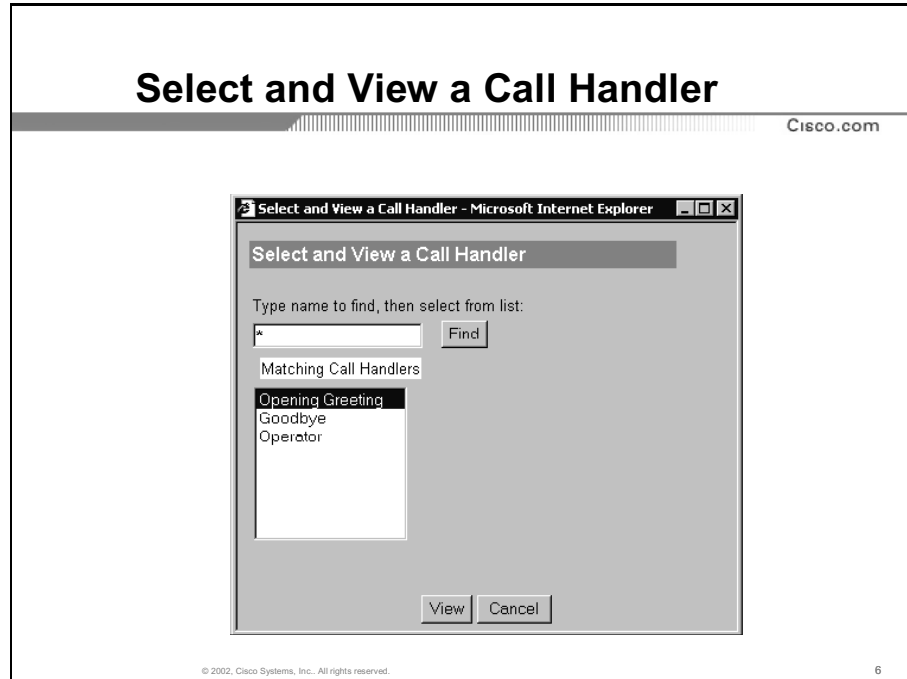 Select and View a Call Handler
Cisco.com
Select and View a Call Handler - Microsoft Internet Explorer
Select and View a Call Handler
Type name to find, then select from list:
*
Find
Matching Call Handlers
Opening Greeting
Goodbye
Operator
View
Cancel
© 2002, Cisco Systems, Inc.. All rights reserved.
6